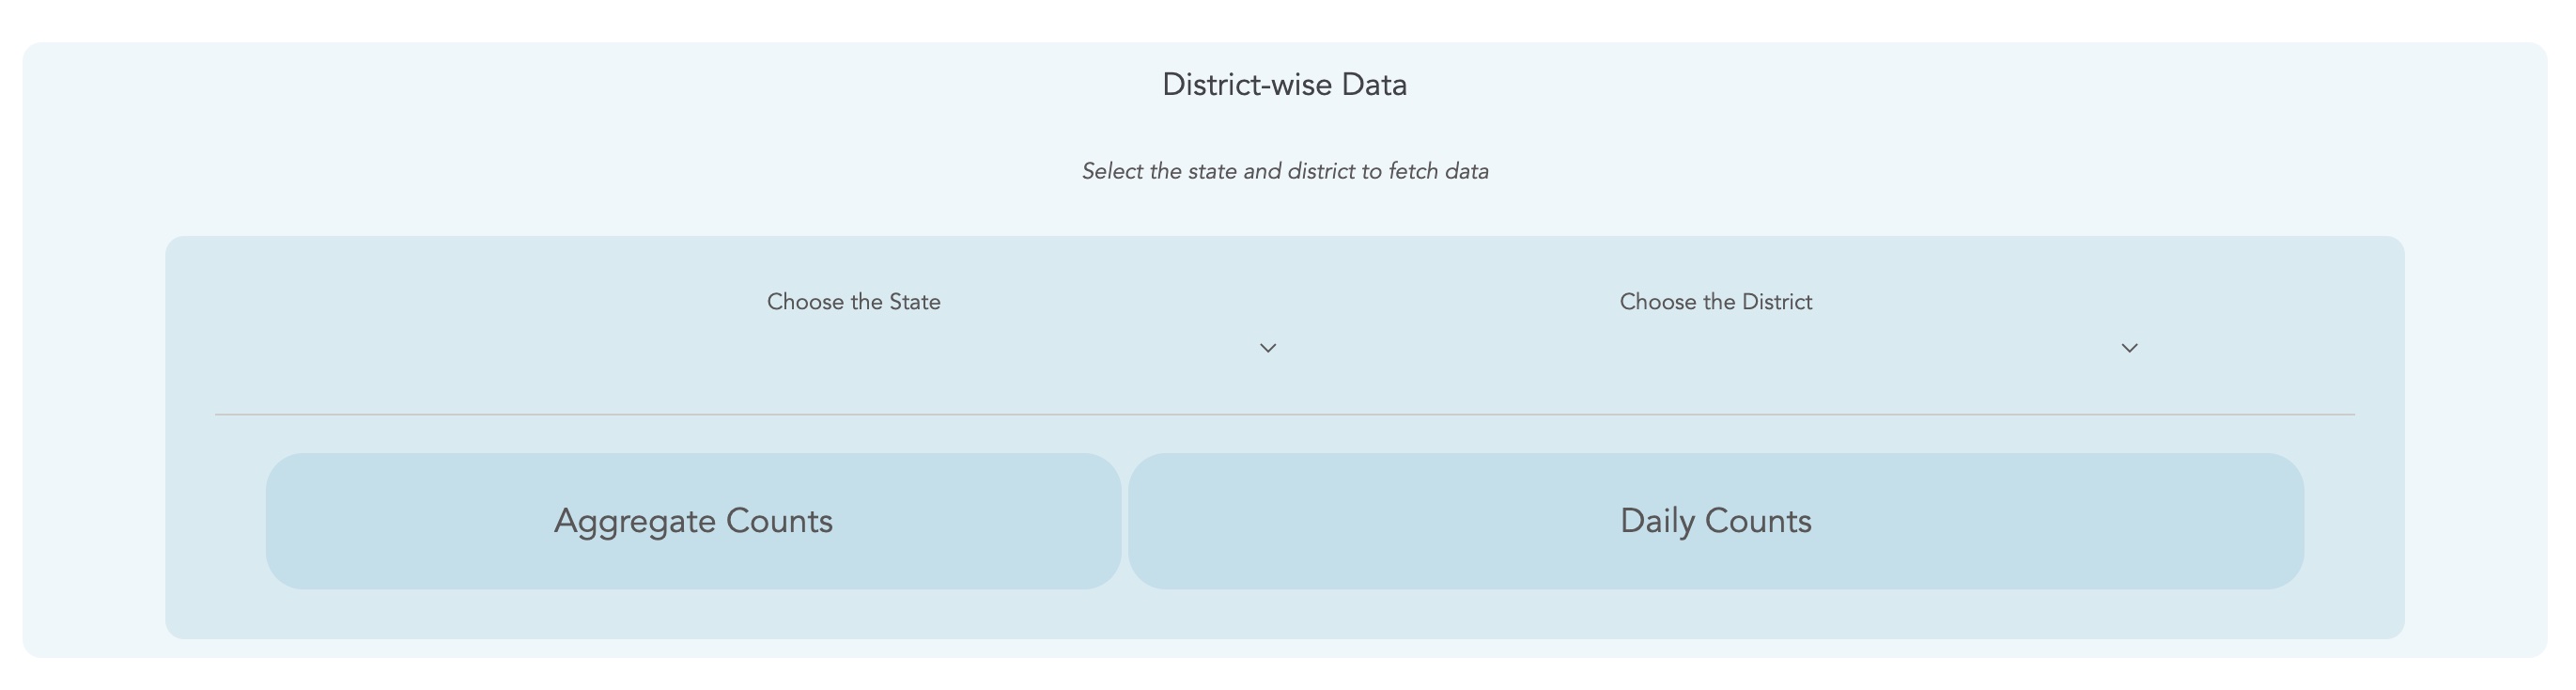 District-wise Data
Select the state and district to fetch data
Choose the State
Choose the District
Aggregate Counts
Daily Counts